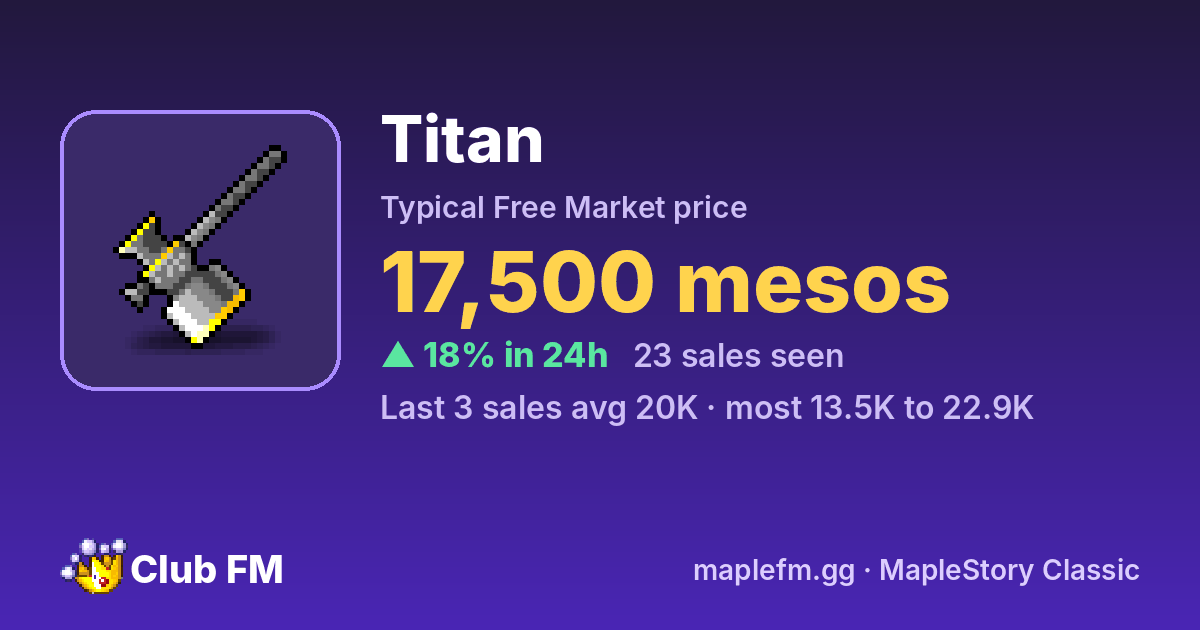 Titan
Typical Free Market price
17,500 mesos
▲ 18% in 24h 23 sales seen
Last 3 sales avg 20K · most 13.5K to 22.9K
Club FM
maplefm.gg · MapleStory Classic